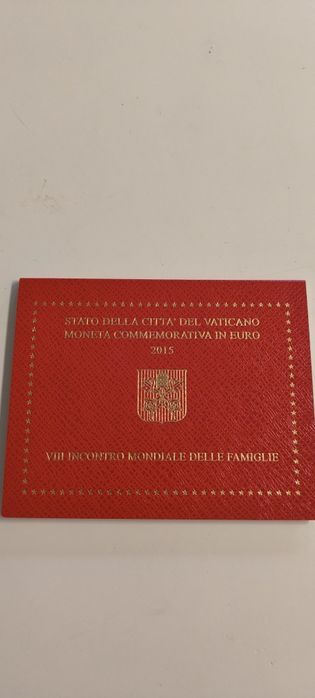 STATO DELLA CITTA' DEL VATICANO
MONETA COMMEMORATIVA IN EURO
2015
VIII INCONTRO MONDIALE DELLE FAMIGLIE